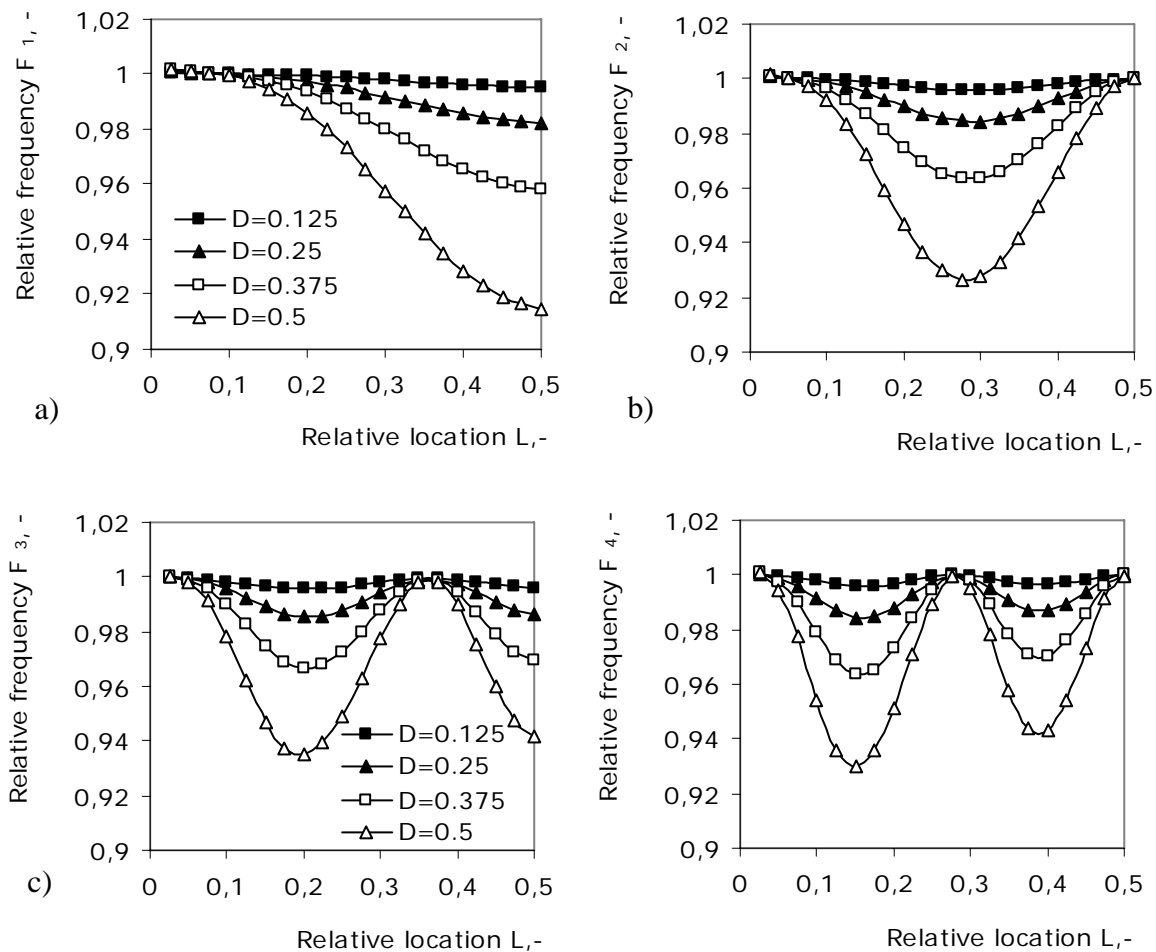 Relative frequency F 1, -
1,02
1
0,98
0,96
0,94
0,92
0,9
D=0.125
D=0.25
D=0.375
D=0.5
0 0,1 0,2 0,3 0,4 0,5
a)
Relative location L,-
Relative frequency F 2, -
1,02
1
0,98
0,96
0,94
0,92
0,9
0 0,1 0,2 0,3 0,4 0,5
b)
Relative location L,-
Relative frequency F 3, -
1,02
1
0,98
0,96
0,94
0,92
0,9
D=0.125
D=0.25
D=0.375
D=0.5
0 0,1 0,2 0,3 0,4 0,5
c)
Relative location L,-
Relative frequency F 4, -
1,02
1
0,98
0,96
0,94
0,92
0,9
0 0,1 0,2 0,3 0,4 0,5
Relative location L,-